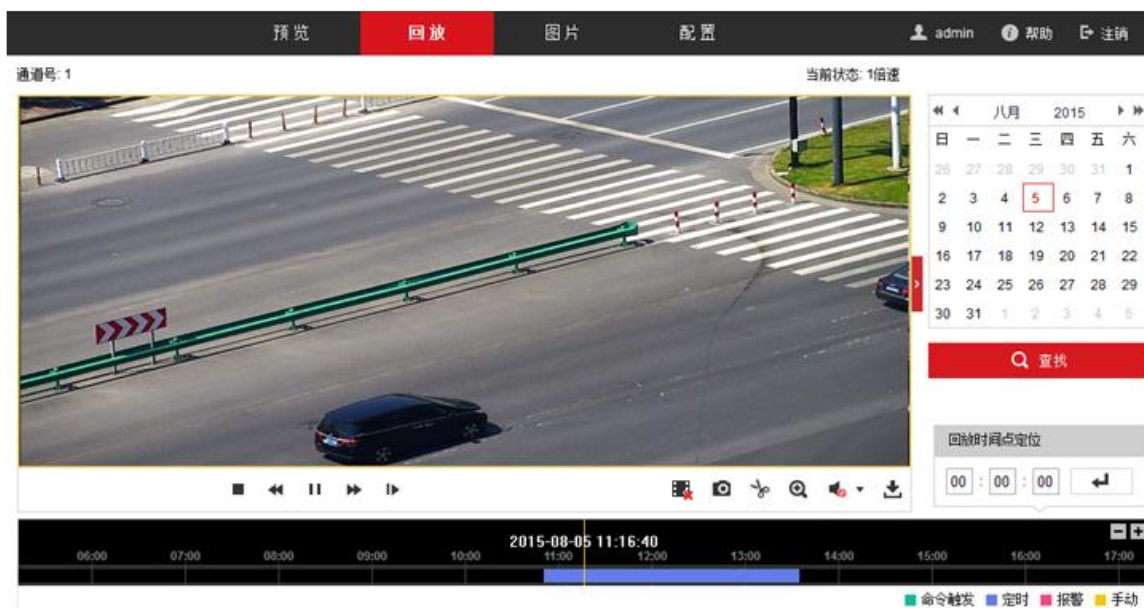 预览 回放 图片 配置 admin 帮助 注销
通道号: 1 当前状态: 1倍速
八月 2015
日 一 二 三 四 五 六
26 27 28 29 30 31 1
2 3 4 5 6 7 8
9 10 11 12 13 14 15
16 17 18 19 20 21 22
23 24 25 26 27 28 29
30 31 1 2 3 4 5
查找
回放时间点定位
00 : 00 : 00
2015-08-05 11:16:40
06:00 07:00 08:00 09:00 10:00 11:00 12:00 13:00 14:00 15:00 16:00 17:00
命令触发 定时 报警 手动